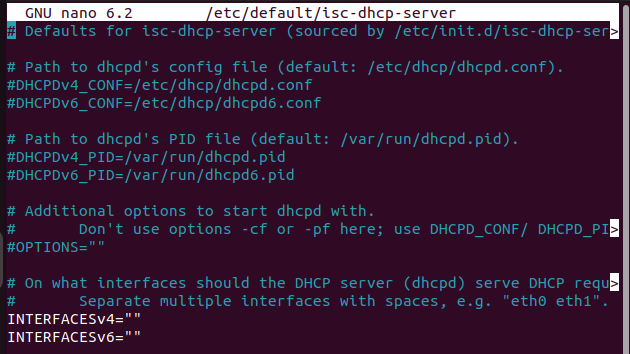 GNU nano 6.2 /etc/default/isc-dhcp-server
# Defaults for isc-dhcp-server (sourced by /etc/init.d/isc-dhcp-ser>
# Path to dhcpd's config file (default: /etc/dhcp/dhcpd.conf).
#DHCPDv4_CONF=/etc/dhcp/dhcpd.conf
#DHCPDv6_CONF=/etc/dhcp/dhcpd6.conf
# Path to dhcpd's PID file (default: /var/run/dhcpd.pid).
#DHCPDv4_PID=/var/run/dhcpd.pid
#DHCPDv6_PID=/var/run/dhcpd6.pid
# Additional options to start dhcpd with.
# Don't use options -cf or -pf here; use DHCPD_CONF/ DHCPD_PI>
#OPTIONS=""
# On what interfaces should the DHCP server (dhcpd) serve DHCP requ>
# Separate multiple interfaces with spaces, e.g. "eth0 eth1".
INTERFACESv4=""
INTERFACESv6=""